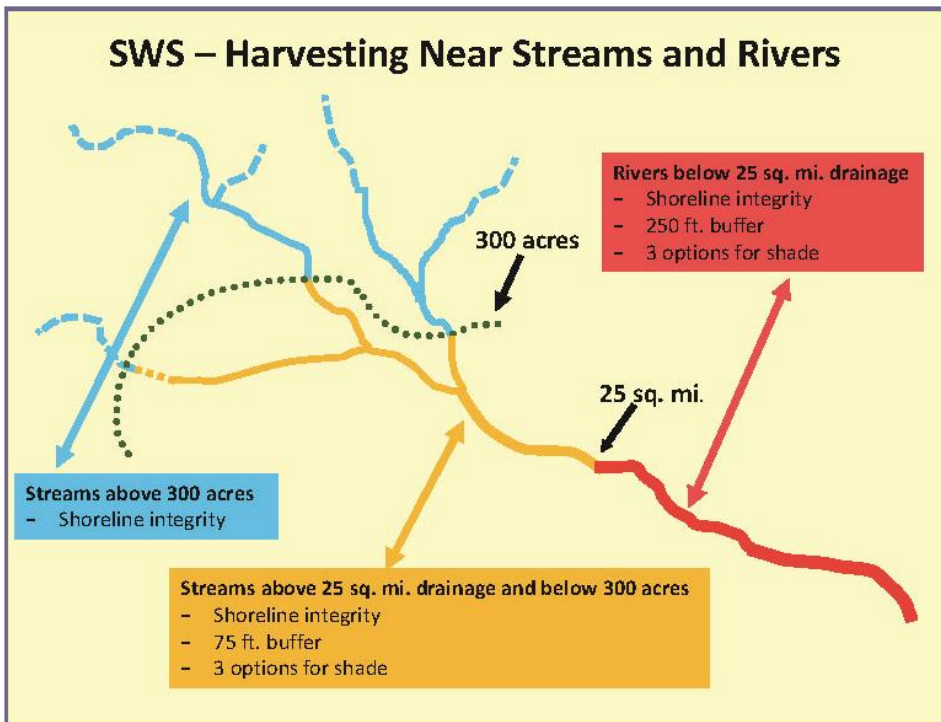 SWS – Harvesting Near Streams and Rivers
Rivers below 25 sq. mi. drainage
- Shoreline integrity
- 250 ft. buffer
- 3 options for shade
300 acres
25 sq. mi.
Streams above 300 acres
- Shoreline integrity
Streams above 25 sq. mi. drainage and below 300 acres
- Shoreline integrity
- 75 ft. buffer
- 3 options for shade